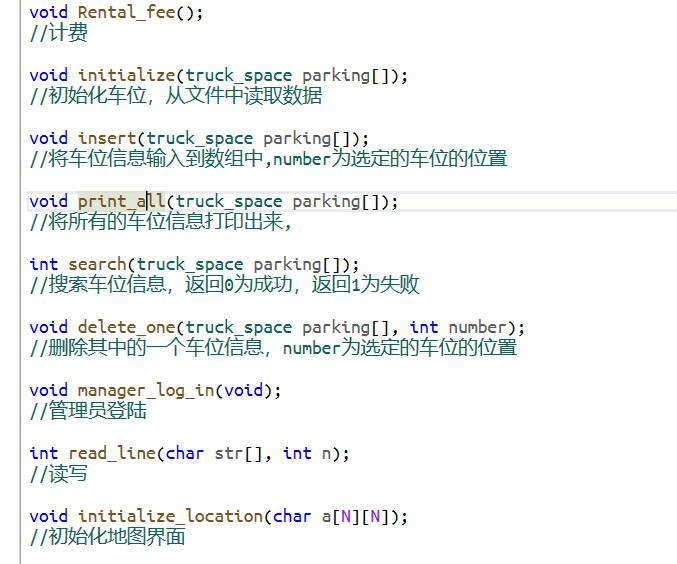 void Rental_fee();
//计费
void initialize(truck_space parking[]);
//初始化车位，从文件中读取数据
void insert(truck_space parking[]);
//将车位信息输入到数组中,number为选定的车位的位置
void print_all(truck_space parking[]);
//将所有的车位信息打印出来，
int search(truck_space parking[]);
//搜索车位信息，返回0为成功，返回1为失败
void delete_one(truck_space parking[], int number);
//删除其中的一个车位信息，number为选定的车位的位置
void manager_log_in(void);
//管理员登陆
int read_line(char str[], int n);
//读写
void initialize_location(char a[N][N]);
//初始化地图界面